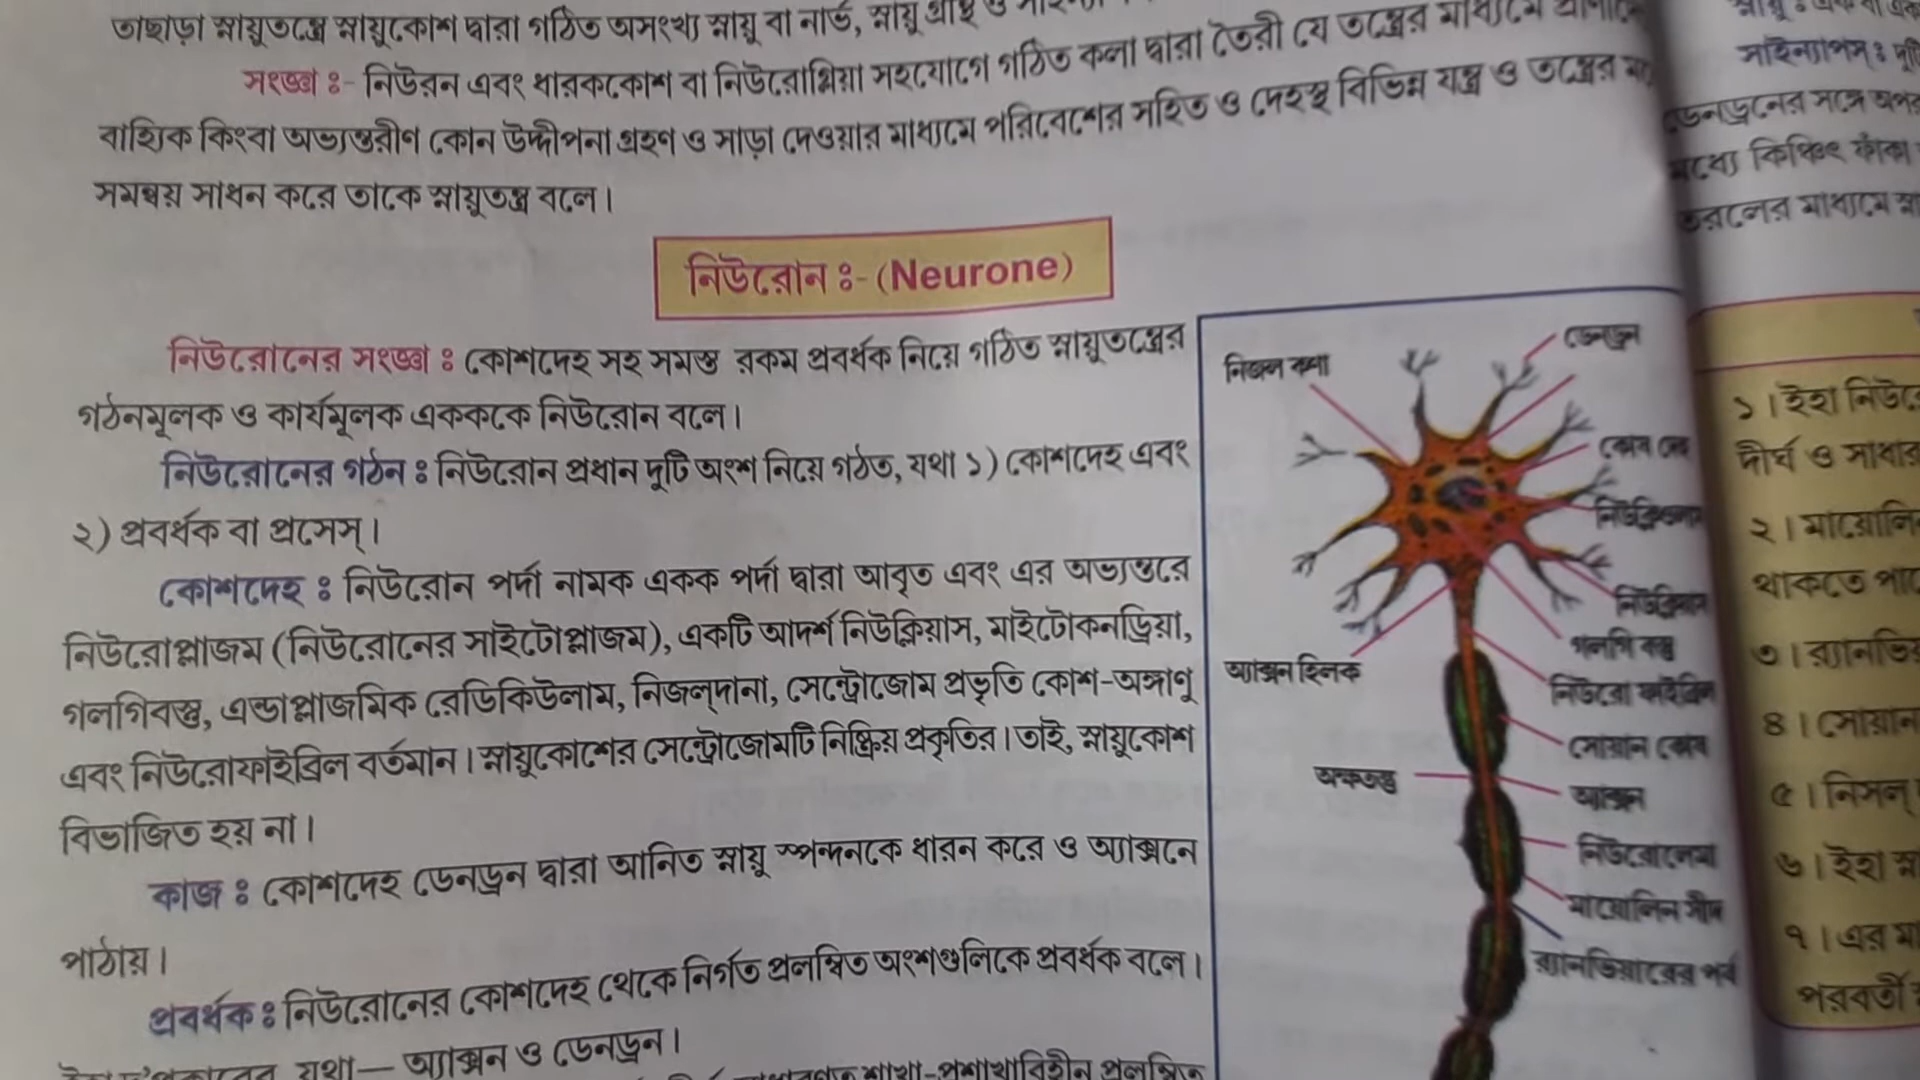 তাছাড়া স্নায়ুতন্ত্রে স্নায়ুকোশ দ্বারা গঠিত অসংখ্য স্নায়ু বা নার্ভ, স্নায়ু গ্রন্থি ও
সংজ্ঞা ঃ- নিউরন এবং ধারককোশ বা নিউরোগ্লিয়া সহযোগে গঠিত কলা দ্বারা তৈরী যে তন্ত্রের মাধ্যমে
বাহ্যিক কিংবা অভ্যন্তরীণ কোন উদ্দীপনা গ্রহণ ও সাড়া দেওয়ার মাধ্যমে পরিবেশের সহিত ও দেহস্থ বিভিন্ন যন্ত্র ও তন্ত্রের
সমন্বয় সাধন করে তাকে স্নায়ুতন্ত্র বলে।
নিউরোন ঃ- (Neurone)
নিউরোনের সংজ্ঞা ঃ কোশদেহ সহ সমস্ত রকম প্রবর্ধক নিয়ে গঠিত স্নায়ুতন্ত্রের
গঠনমূলক ও কার্যমূলক একককে নিউরোন বলে।
নিউরোনের গঠন ঃ নিউরোন প্রধান দুটি অংশ নিয়ে গঠিত, যথা ১) কোশদেহ এবং
২) প্রবর্ধক বা প্রসেস্।
কোশদেহ ঃ নিউরোন পর্দা নামক একক পর্দা দ্বারা আবৃত এবং এর অভ্যন্তরে
নিউরোপ্লাজম (নিউরোনের সাইটোপ্লাজম), একটি আদর্শ নিউক্লিয়াস, মাইটোকনড্রিয়া,
গলগিবস্তু, এন্ডোপ্লাজমিক রেডিকিউলাম, নিজল্‌দানা, সেন্ট্রোজোম প্রভৃতি কোশ-অঙ্গাণু
এবং নিউরোফাইব্রিল বর্তমান। স্নায়ুকোশের সেন্ট্রোজোমটি নিষ্ক্রিয় প্রকৃতির। তাই, স্নায়ুকোশ
বিভাজিত হয় না।
কাজ ঃ কোশদেহ ডেনড্রন দ্বারা আনিত স্নায়ু স্পন্দনকে ধারন করে ও অ্যাক্সনে
পাঠায়।
প্রবর্ধক ঃ নিউরোনের কোশদেহ থেকে নির্গত প্রলম্বিত অংশগুলিকে প্রবর্ধক বলে।
যথা— অ্যাক্সন ও ডেনড্রন।
শাখা-প্রশাখাবিহীন প্রলম্বিত
ডেনড্রন
নিজল কণা
কোষ দেহ
নিউক্লিয়াস
গলগি বস্তু
অ্যাক্সন হিলক
নিউরো ফাইব্রিল
সোয়ান কোষ
অক্ষতন্তু
অ্যাক্সন
নিউরোলেমা
মায়োলিন সীদ
র‍্যানভিয়ারের পর্ব
সাইন্যাপস্ ঃ
ডেনড্রনের সঙ্গে
মধ্যে কিঞ্চিৎ ফাঁকা
তরলের মাধ্যমে
১। ইহা
দীর্ঘ ও
২।
থাকতে
৩।
৪। সোয়ান
৫। নিসল্
৬। ইহা
৭। এর
পরবর্তী